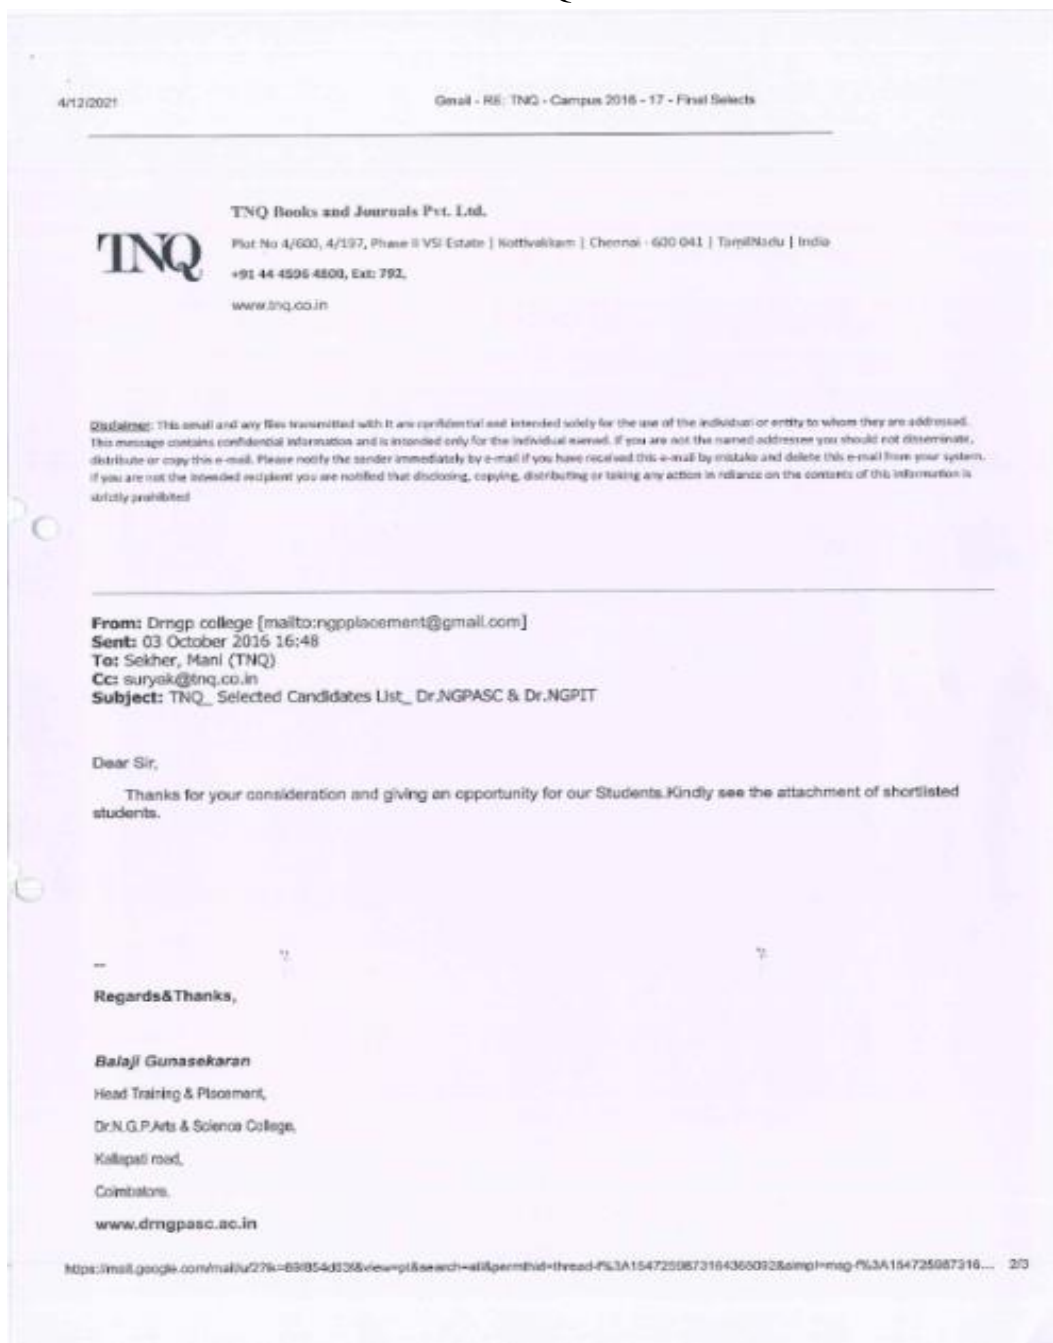 4/12/2021
Gmail - RE: TNQ - Campus 2016 - 17 - Final Selects
TNQ
TNQ Books and Journals Pvt. Ltd.
Plot No 4/600, 4/197, Phase II VSI Estate | Kottivakkam | Chennai - 600 041 | TamilNadu | India
+91 44 4596 4800, Ext: 792,
www.tnq.co.in
Disclaimer: This email and any files transmitted with it are confidential and intended solely for the use of the individual or entity to whom they are addressed.
This message contains confidential information and is intended only for the individual named. If you are not the named addressee you should not disseminate,
distribute or copy this e-mail. Please notify the sender immediately by e-mail if you have received this e-mail by mistake and delete this e-mail from your system.
If you are not the intended recipient you are notified that disclosing, copying, distributing or taking any action in reliance on the contents of this information is
strictly prohibited
From: Drngp college [mailto:ngpplacement@gmail.com]
Sent: 03 October 2016 16:48
To: Sekher, Mani (TNQ)
Cc: suryak@tnq.co.in
Subject: TNQ_ Selected Candidates List_ Dr.NGPASC & Dr.NGPIT
Dear Sir,
Thanks for your consideration and giving an opportunity for our Students.Kindly see the attachment of shortlisted
students.
--
Regards&Thanks,
Balaji Gunasekaran
Head Training & Placement,
Dr.N.G.P.Arts & Science College,
Kallapati road,
Coimbatore.
www.drngpasc.ac.in
2/3